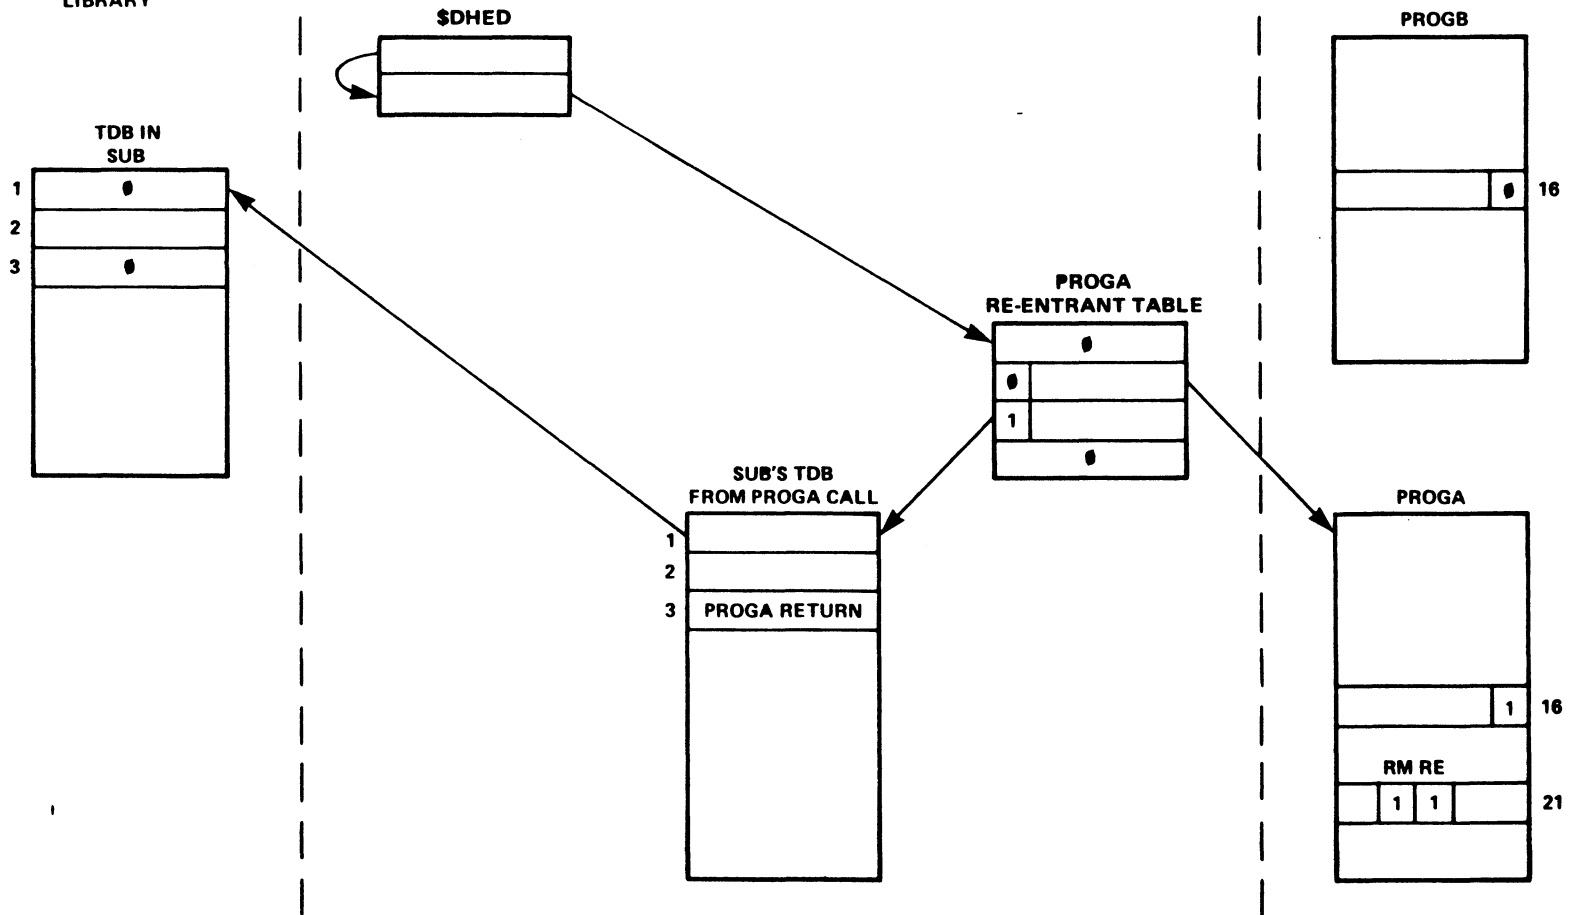 LIBRARY
$DHED
PROGB
TDB IN
SUB
1 0
2
3 0
0 16
PROGA
RE-ENTRANT TABLE
0
0
1
0
SUB'S TDB
FROM PROGA CALL
1
2
3 PROGA RETURN
PROGA
1 16
RM RE
1 1 21